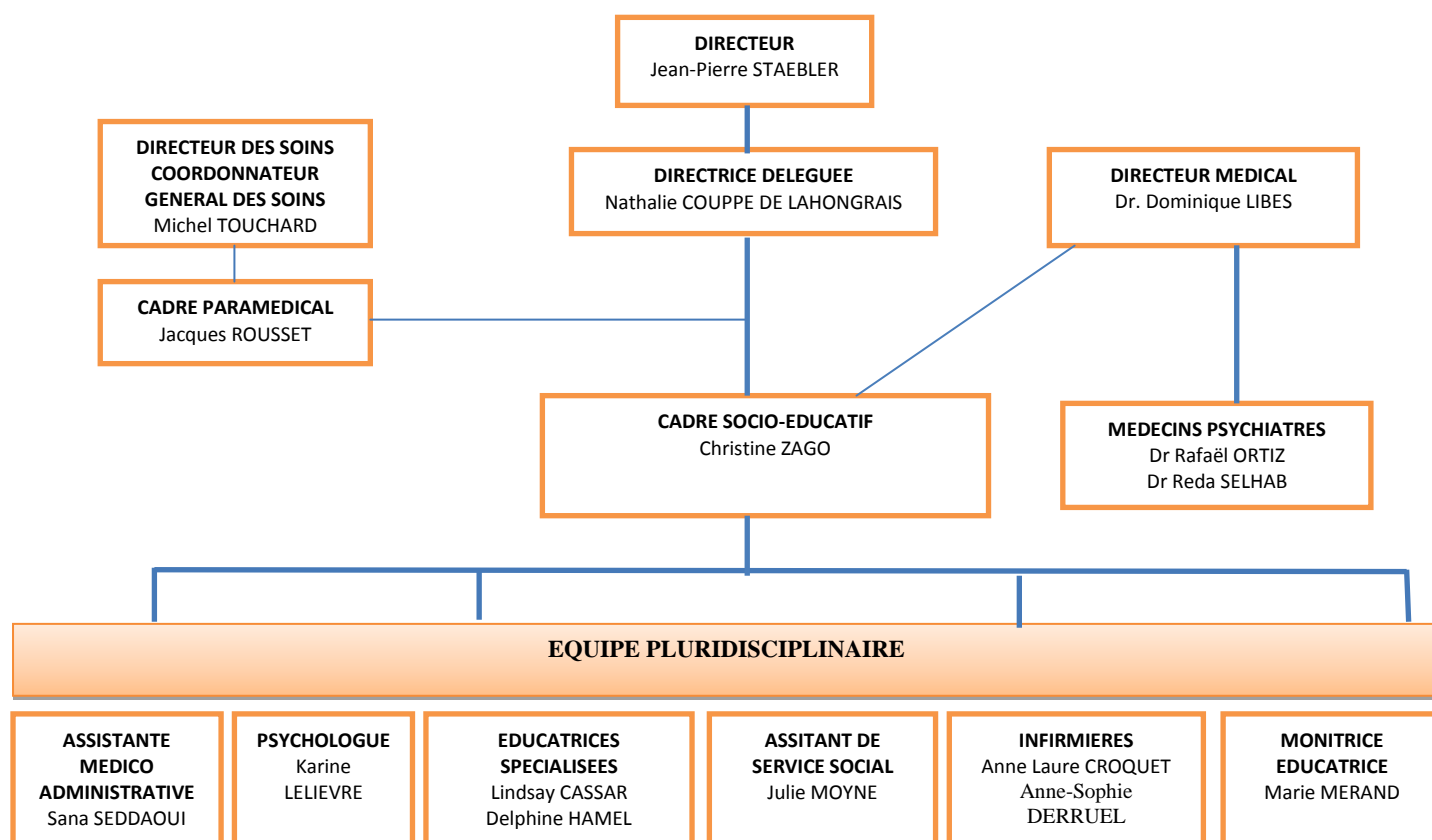 DIRECTEUR
Jean-Pierre STAEBLER
DIRECTEUR DES SOINS
COORDONNATEUR
GENERAL DES SOINS
Michel TOUCHARD
DIRECTRICE DELEGUEE
Nathalie COUPPE DE LAHONGRAIS
DIRECTEUR MEDICAL
Dr. Dominique LIBES
CADRE PARAMEDICAL
Jacques ROUSSET
CADRE SOCIO-EDUCATIF
Christine ZAGO
MEDECINS PSYCHIATRES
Dr Rafaël ORTIZ
Dr Reda SELHAB
EQUIPE PLURIDISCIPLINAIRE
ASSISTANTE
MEDICO
ADMINISTRATIVE
Sana SEDDAOUI
PSYCHOLOGUE
Karine
LELIEVRE
EDUCATRICES
SPECIALISEES
Lindsay CASSAR
Delphine HAMEL
ASSITANT DE
SERVICE SOCIAL
Julie MOYNE
INFIRMIERES
Anne Laure CROQUET
Anne-Sophie
DERRUEL
MONITRICE
EDUCATRICE
Marie MERAND